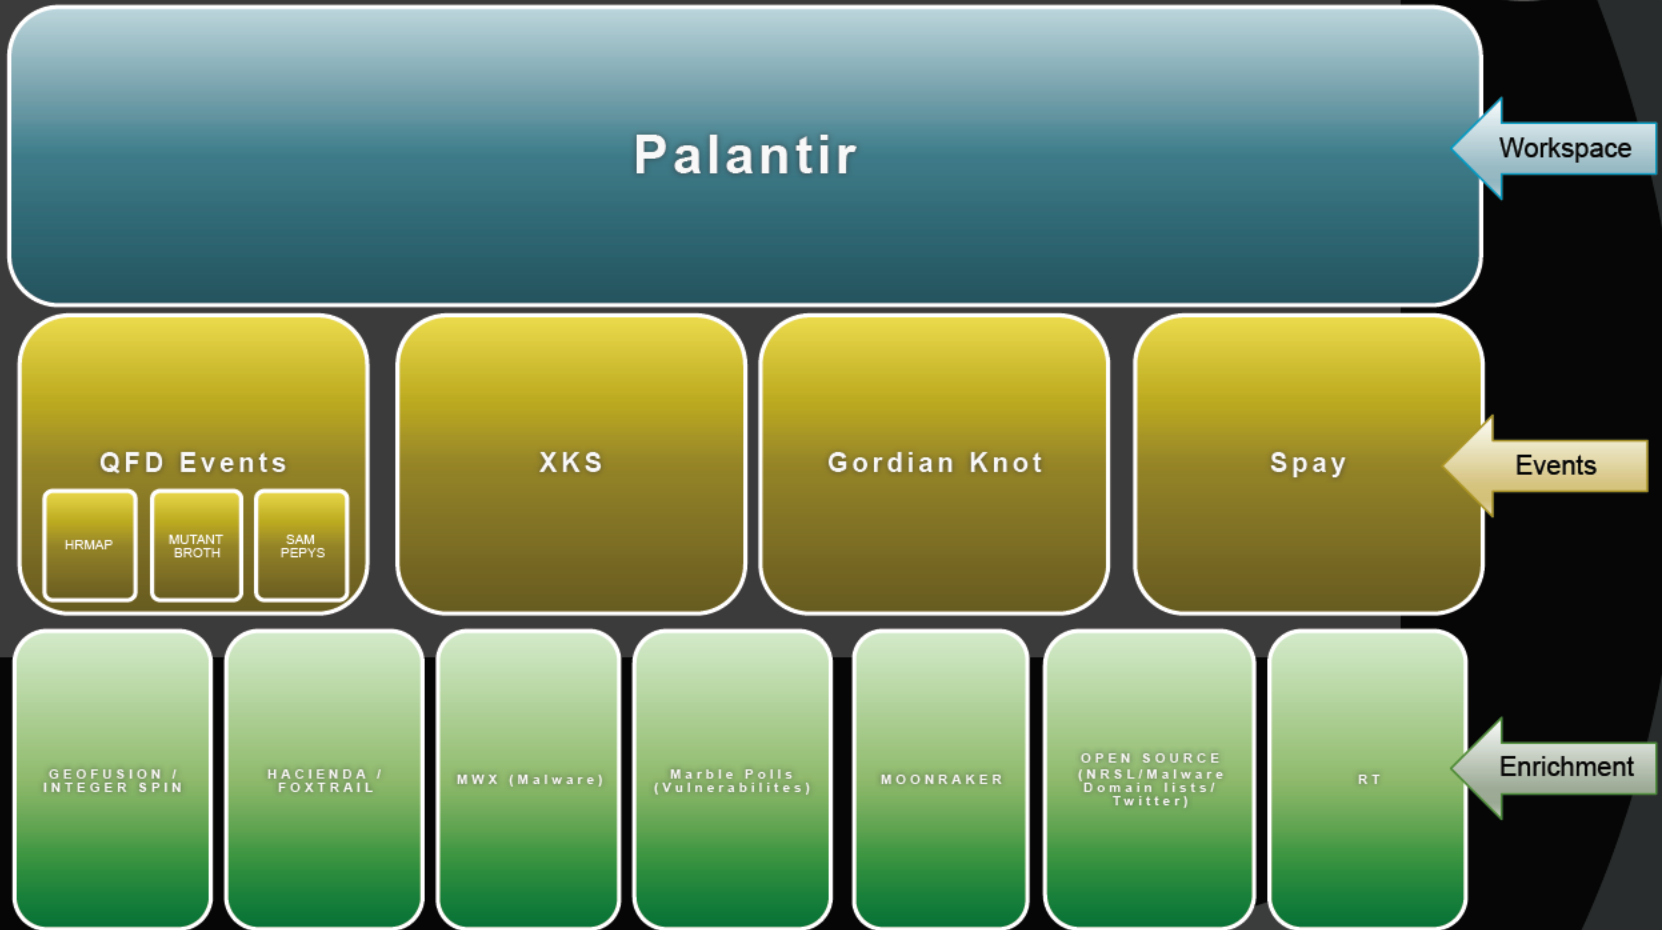 Palantir
Workspace
QFD Events
XKS
Gordian Knot
Spay
Events
HRMAP
MUTANT
BROTH
SAM
PEPYS
GEOFUSION /
INTEGER SPIN
HACIENDA /
FOXTRAIL
MWX (Malware)
Marble Polls
(Vulnerabilites)
MOONRAKER
OPEN SOURCE
(NRSL/Malware
Domain lists/
Twitter)
RT
Enrichment